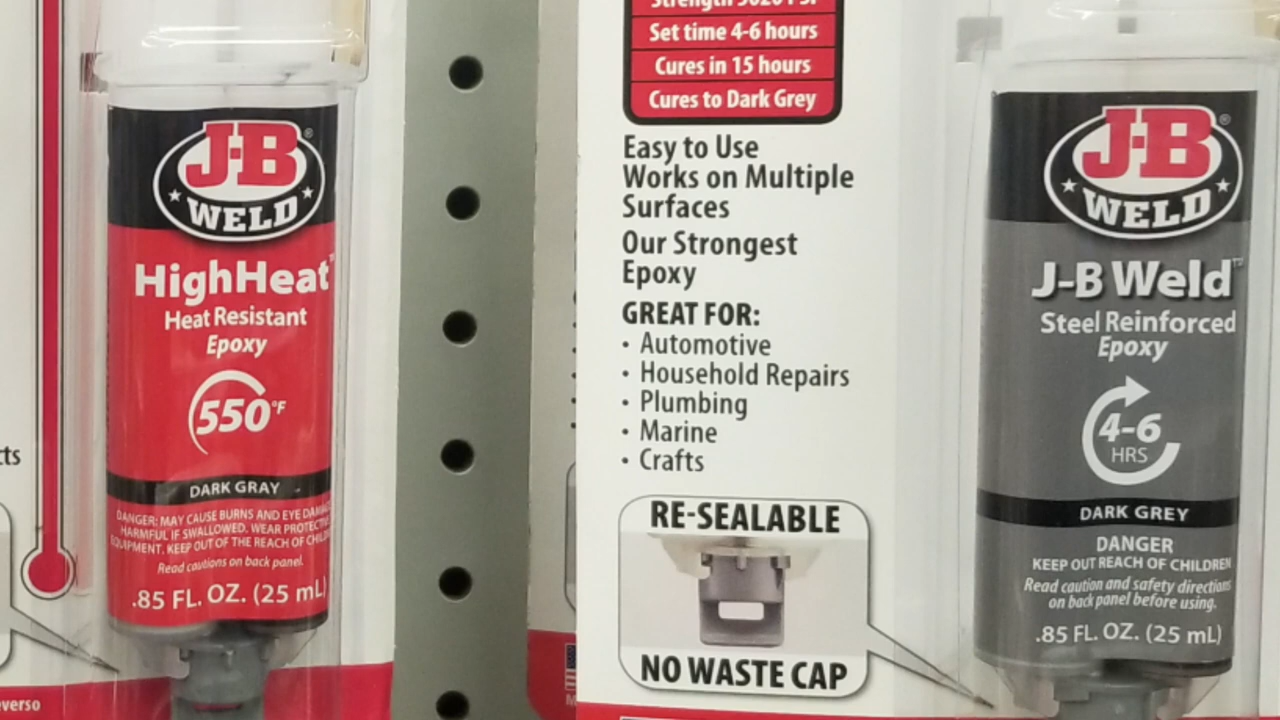 J-B
WELD
HighHeat™
Heat Resistant
Epoxy
550°F
DARK GRAY
DANGER: MAY CAUSE BURNS AND EYE
HARMFUL IF SWALLOWED. WEAR
EQUIPMENT. KEEP OUT OF THE REACH OF
Read cautions on back panel.
.85 FL. OZ. (25 mL)
Set time 4-6 hours
Cures in 15 hours
Cures to Dark Grey
Easy to Use
Works on Multiple
Surfaces
Our Strongest
Epoxy
GREAT FOR:
• Automotive
• Household Repairs
• Plumbing
• Marine
• Crafts
RE-SEALABLE
NO WASTE CAP
J-B®
WELD
J-B Weld™
Steel Reinforced
Epoxy
4-6
HRS
DARK GREY
DANGER
KEEP OUT REACH OF CHILDREN
Read caution and safety directions
on back panel before using.
.85 FL. OZ. (25 mL)